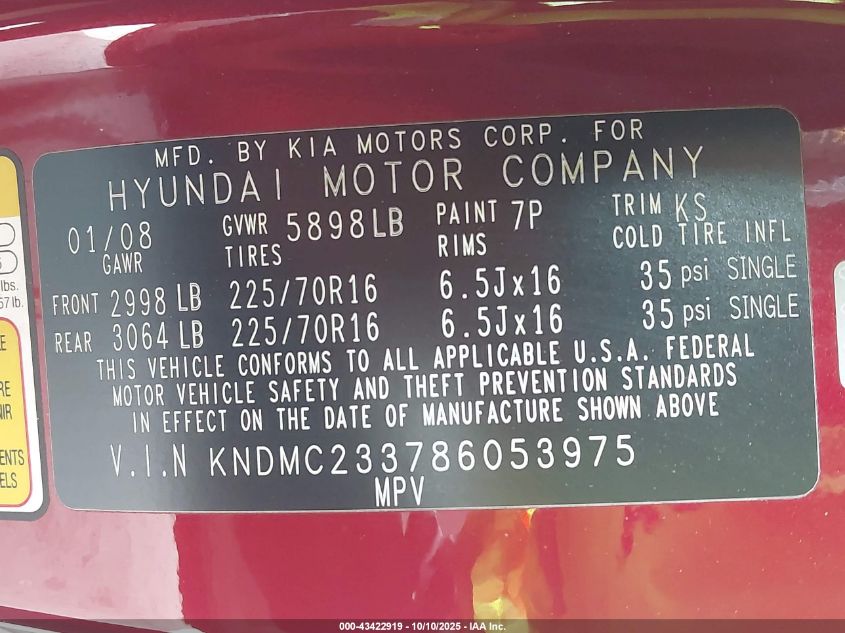 MFD. BY KIA MOTORS CORP. FOR
HYUNDAI MOTOR COMPANY
01/08 GVWR 5898LB PAINT 7P TRIM KS
GAWR TIRES RIMS COLD TIRE INFL
FRONT 2998 LB 225/70R16 6.5Jx16 35 psi SINGLE
REAR 3064 LB 225/70R16 6.5Jx16 35 psi SINGLE
THIS VEHICLE CONFORMS TO ALL APPLICABLE U.S.A. FEDERAL
MOTOR VEHICLE SAFETY AND THEFT PREVENTION STANDARDS
IN EFFECT ON THE DATE OF MANUFACTURE SHOWN ABOVE
V.I.N KNDMC233786053975
MPV
lbs.
000-43422919 - 10/10/2025 - IAA Inc.